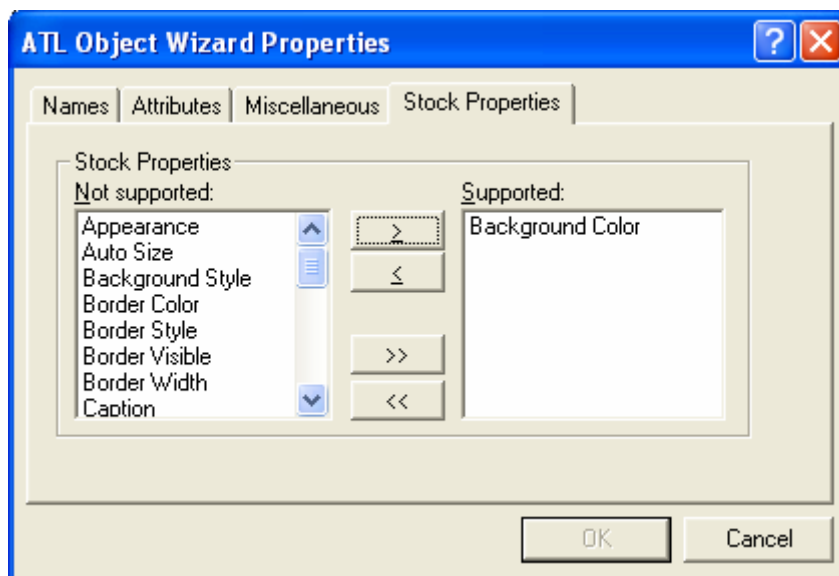 ATL Object Wizard Properties
Names Attributes Miscellaneous Stock Properties
Stock Properties
Not supported:
Appearance
Auto Size
Background Style
Border Color
Border Style
Border Visible
Border Width
Caption
>
<
>>
<<
Supported:
Background Color
OK Cancel